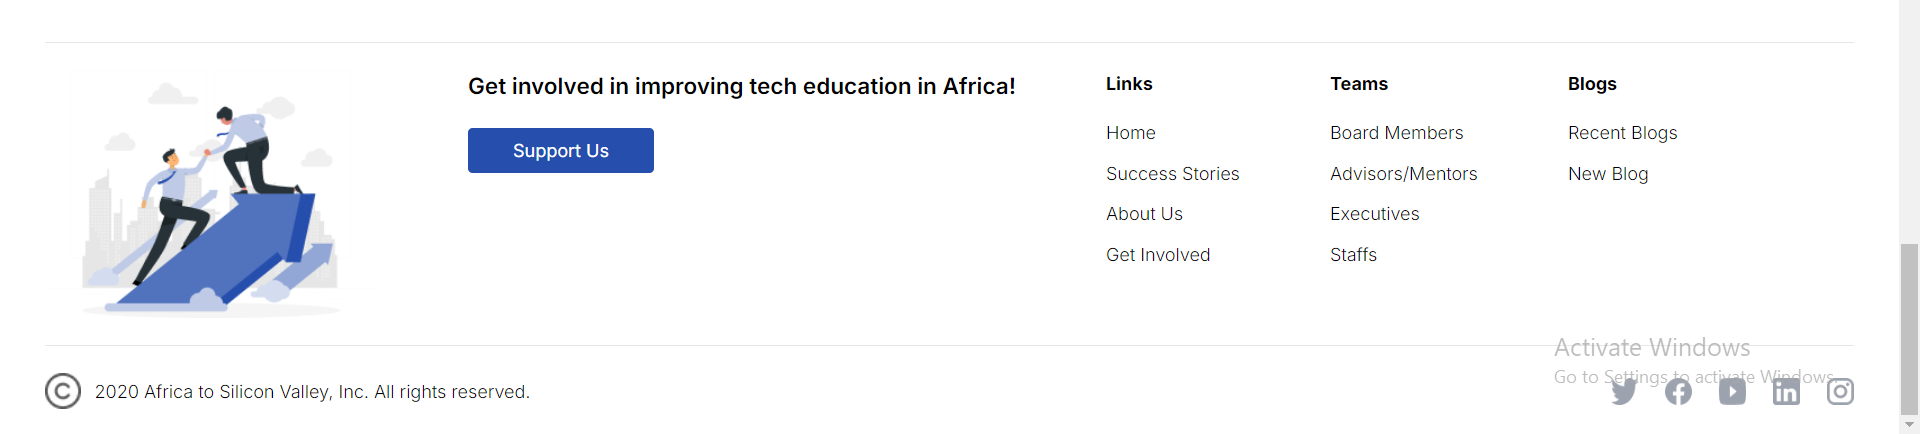 Get involved in improving tech education in Africa!
Support Us
Links
Home
Success Stories
About Us
Get Involved
Teams
Board Members
Advisors/Mentors
Executives
Staffs
Blogs
Recent Blogs
New Blog
© 2020 Africa to Silicon Valley, Inc. All rights reserved.
Activate Windows
Go to Settings to activate Windows.